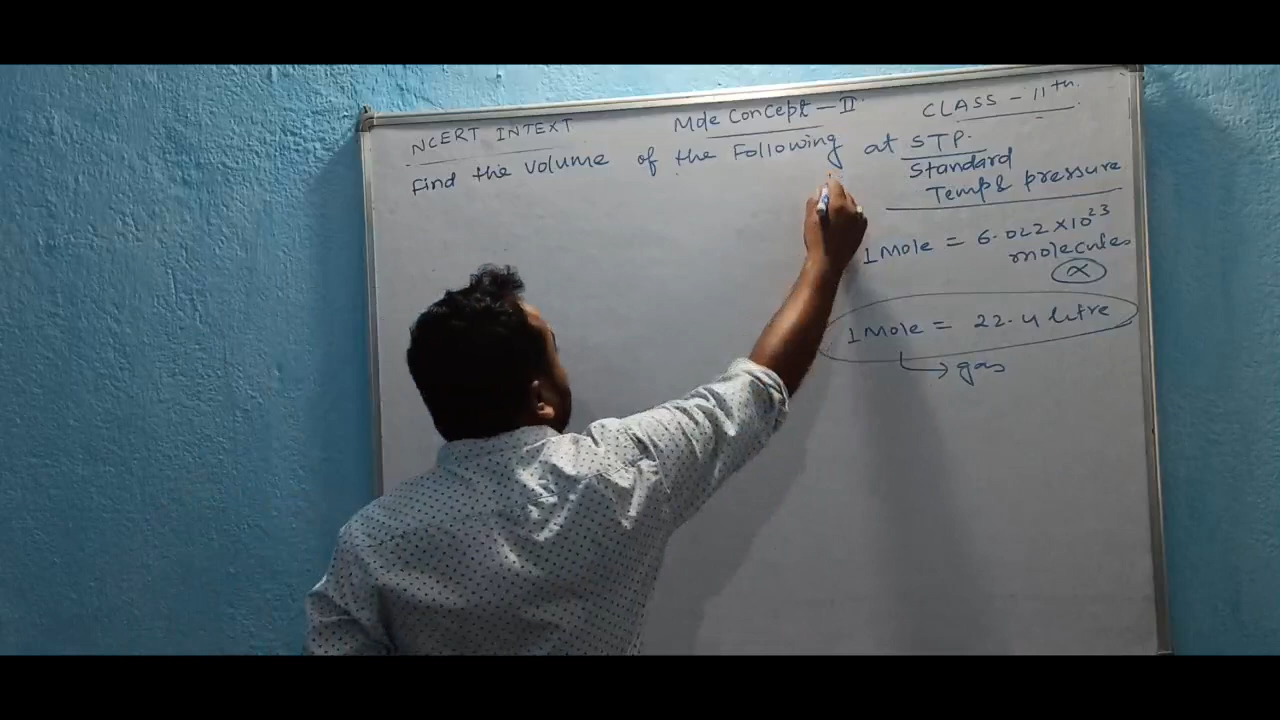 NCERT INTEXT
Mole Concept - II
CLASS - 11th.
Find the volume of the Following at STP.
Standard
Temp & pressure
1 Mole = 6.022 × 10^23
molecules
α
1 Mole = 22.4 litre
gas